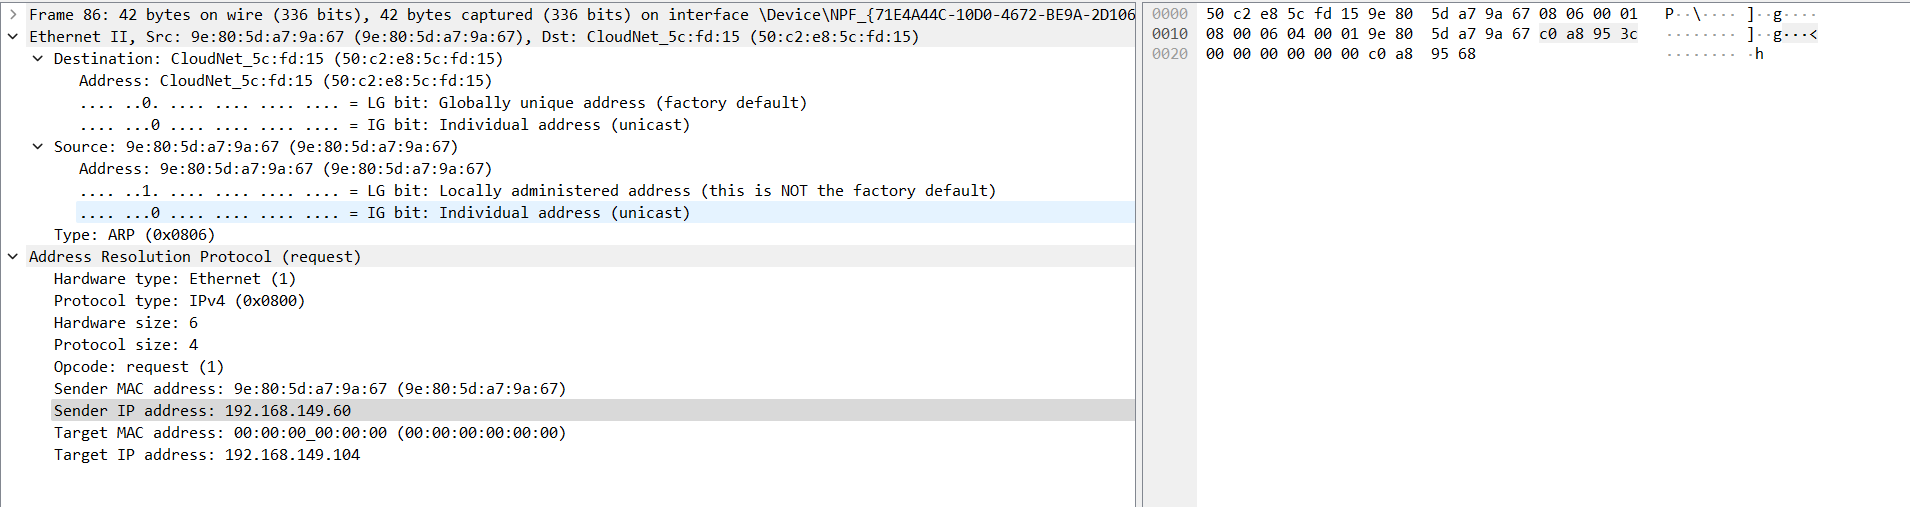 Frame 86: 42 bytes on wire (336 bits), 42 bytes captured (336 bits) on interface \Device\NPF_{71E4A44C-10D0-4672-BE9A-2D106
Ethernet II, Src: 9e:80:5d:a7:9a:67 (9e:80:5d:a7:9a:67), Dst: CloudNet_5c:fd:15 (50:c2:e8:5c:fd:15)
Destination: CloudNet_5c:fd:15 (50:c2:e8:5c:fd:15)
Address: CloudNet_5c:fd:15 (50:c2:e8:5c:fd:15)
.... ..0. .... .... .... .... = LG bit: Globally unique address (factory default)
.... ...0 .... .... .... .... = IG bit: Individual address (unicast)
Source: 9e:80:5d:a7:9a:67 (9e:80:5d:a7:9a:67)
Address: 9e:80:5d:a7:9a:67 (9e:80:5d:a7:9a:67)
.... ..1. .... .... .... .... = LG bit: Locally administered address (this is NOT the factory default)
.... ...0 .... .... .... .... = IG bit: Individual address (unicast)
Type: ARP (0x0806)
Address Resolution Protocol (request)
Hardware type: Ethernet (1)
Protocol type: IPv4 (0x0800)
Hardware size: 6
Protocol size: 4
Opcode: request (1)
Sender MAC address: 9e:80:5d:a7:9a:67 (9e:80:5d:a7:9a:67)
Sender IP address: 192.168.149.60
Target MAC address: 00:00:00_00:00:00 (00:00:00:00:00:00)
Target IP address: 192.168.149.104
0000 50 c2 e8 5c fd 15 9e 80 5d a7 9a 67 08 06 00 01 P··\···· ]··g····
0010 08 00 06 04 00 01 9e 80 5d a7 9a 67 c0 a8 95 3c ········ ]··g···<
0020 00 00 00 00 00 00 c0 a8 95 68 ········ ·h